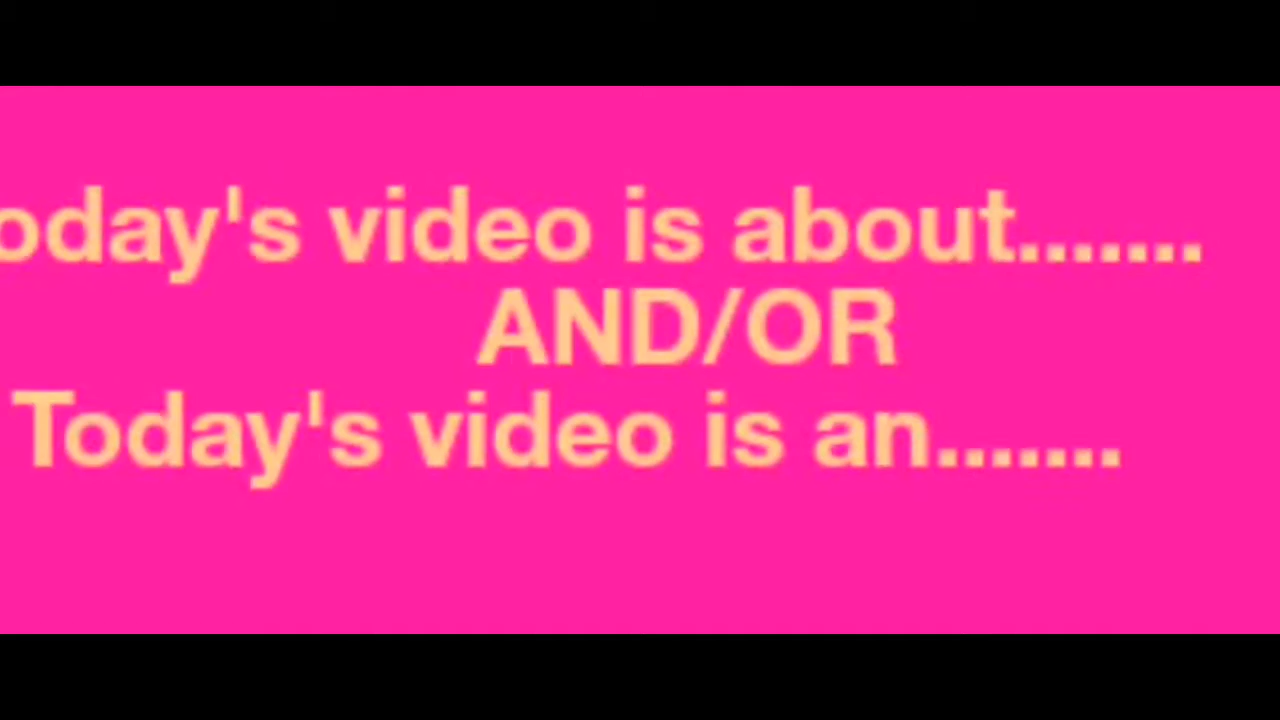 oday's video is about.......
AND/OR
Today's video is an.......